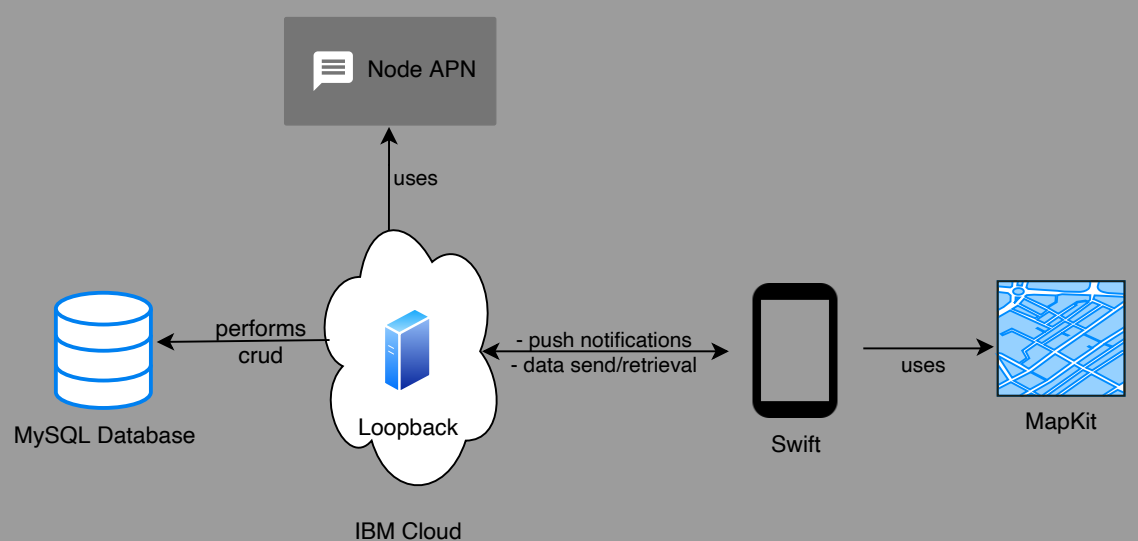 Node APN
uses
performs
crud
- push notifications
- data send/retrieval
uses
Loopback
MySQL Database
Swift
MapKit
IBM Cloud